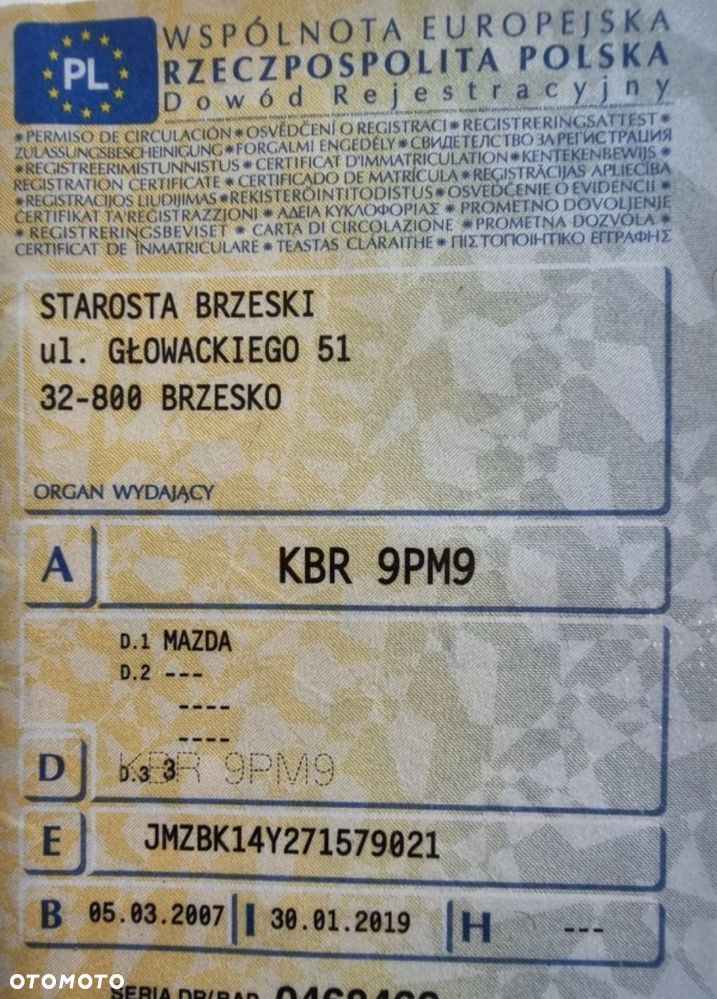 PL
WSPÓLNOTA EUROPEJSKA
RZECZPOSPOLITA POLSKA
Dowód Rejestracyjny
*PERMISO DE CIRCULACIÓN*OSVĚDČENÍ O REGISTRACI*REGISTRERINGSATTEST*
ZULASSUNGSBESCHEINIGUNG*FORGALMI ENGEDÉLY*СВИДЕТЕЛСТВО ЗА РЕГИСТРАЦИЯ
*REGISTREERIMISTUNNISTUS*CERTIFICAT D'IMMATRICULATION*KENTEKENBEWIJS*
REGISTRATION CERTIFICATE*CERTIFICADO DE MATRÍCULA*REĢISTRĀCIJAS APLIECĪBA
*REGISTRACIJOS LIUDIJIMAS*REKISTERÖINTITODISTUS*OSVEDČENIE O EVIDENCII*
ĊERTIFIKAT TA'REĠISTRAZZJONI*ΑΔΕΙΑ ΚΥΚΛΟΦΟΡΙΑΣ*PROMETNO DOVOLJENJE
*REGISTRERINGSBEVISET*CARTA DI CIRCOLAZIONE*PROMETNA DOZVOLA*
CERTIFICAT DE ÎNMATRICULARE*TEASTAS CLÁRAITHE*ΠΙΣΤΟΠΟΙΗΤΙΚΟ ΕΓΓΡΑΦΗΣ
STAROSTA BRZESKI
ul. GŁOWACKIEGO 51
32-800 BRZESKO
ORGAN WYDAJĄCY
A KBR 9PM9
D.1 MAZDA
D.2 ---
----
----
D D.3 3
KBR 9PM9
E JMZBK14Y271579021
B 05.03.2007 I 30.01.2019 H ---
OTOMOTO
SERIA DR/BAP